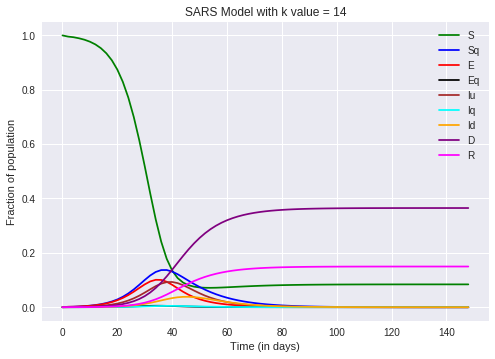 SARS Model with k value = 14
1.0
0.8
0.6
0.4
0.2
0.0
Fraction of population
S
Sq
E
Eq
Iu
Iq
Id
D
R
0 20 40 60 80 100 120 140
Time (in days)